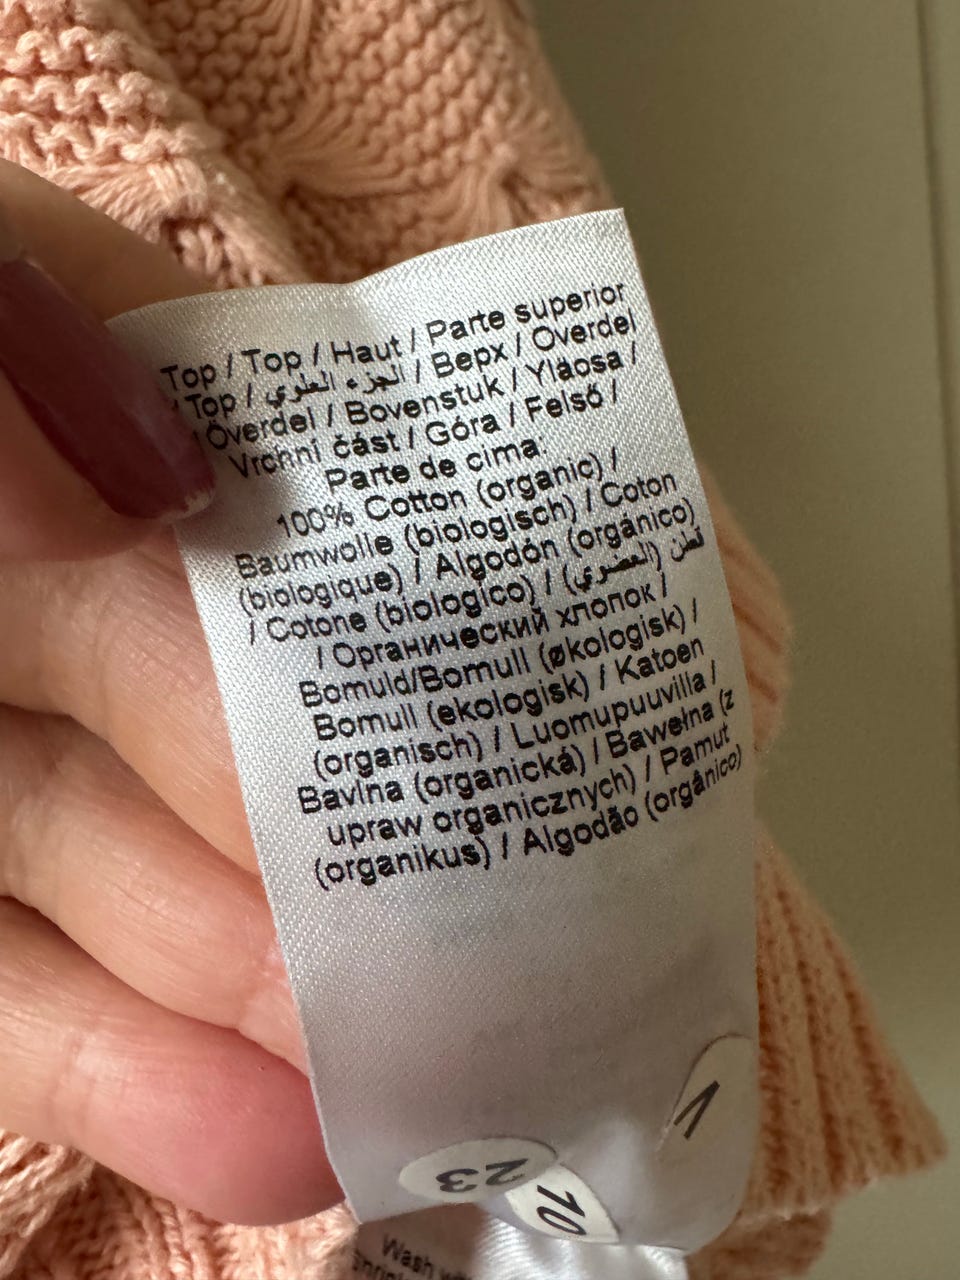 Top / Top / Haut / Parte superior
/ Top / الجزء العلوي / Верх / Overdel
/ Överdel / Bovenstuk / Yläosa /
Vrchní část / Góra / Felső /
Parte de cima:
100% Cotton (organic) /
Baumwolle (biologisch) / Coton
(biologique) / Algodón (orgánico)
/ Cotone (biologico) / قطن (العضوي)
/ Органический хлопок /
Bomuld/Bomull (økologisk) /
Bomull (ekologisk) / Katoen
(organisch) / Luomupuuvilla /
Bavlna (organická) / Bawełna (z
upraw organicznych) / Pamut
(organikus) / Algodão (orgânico)
V
23
10
Wash